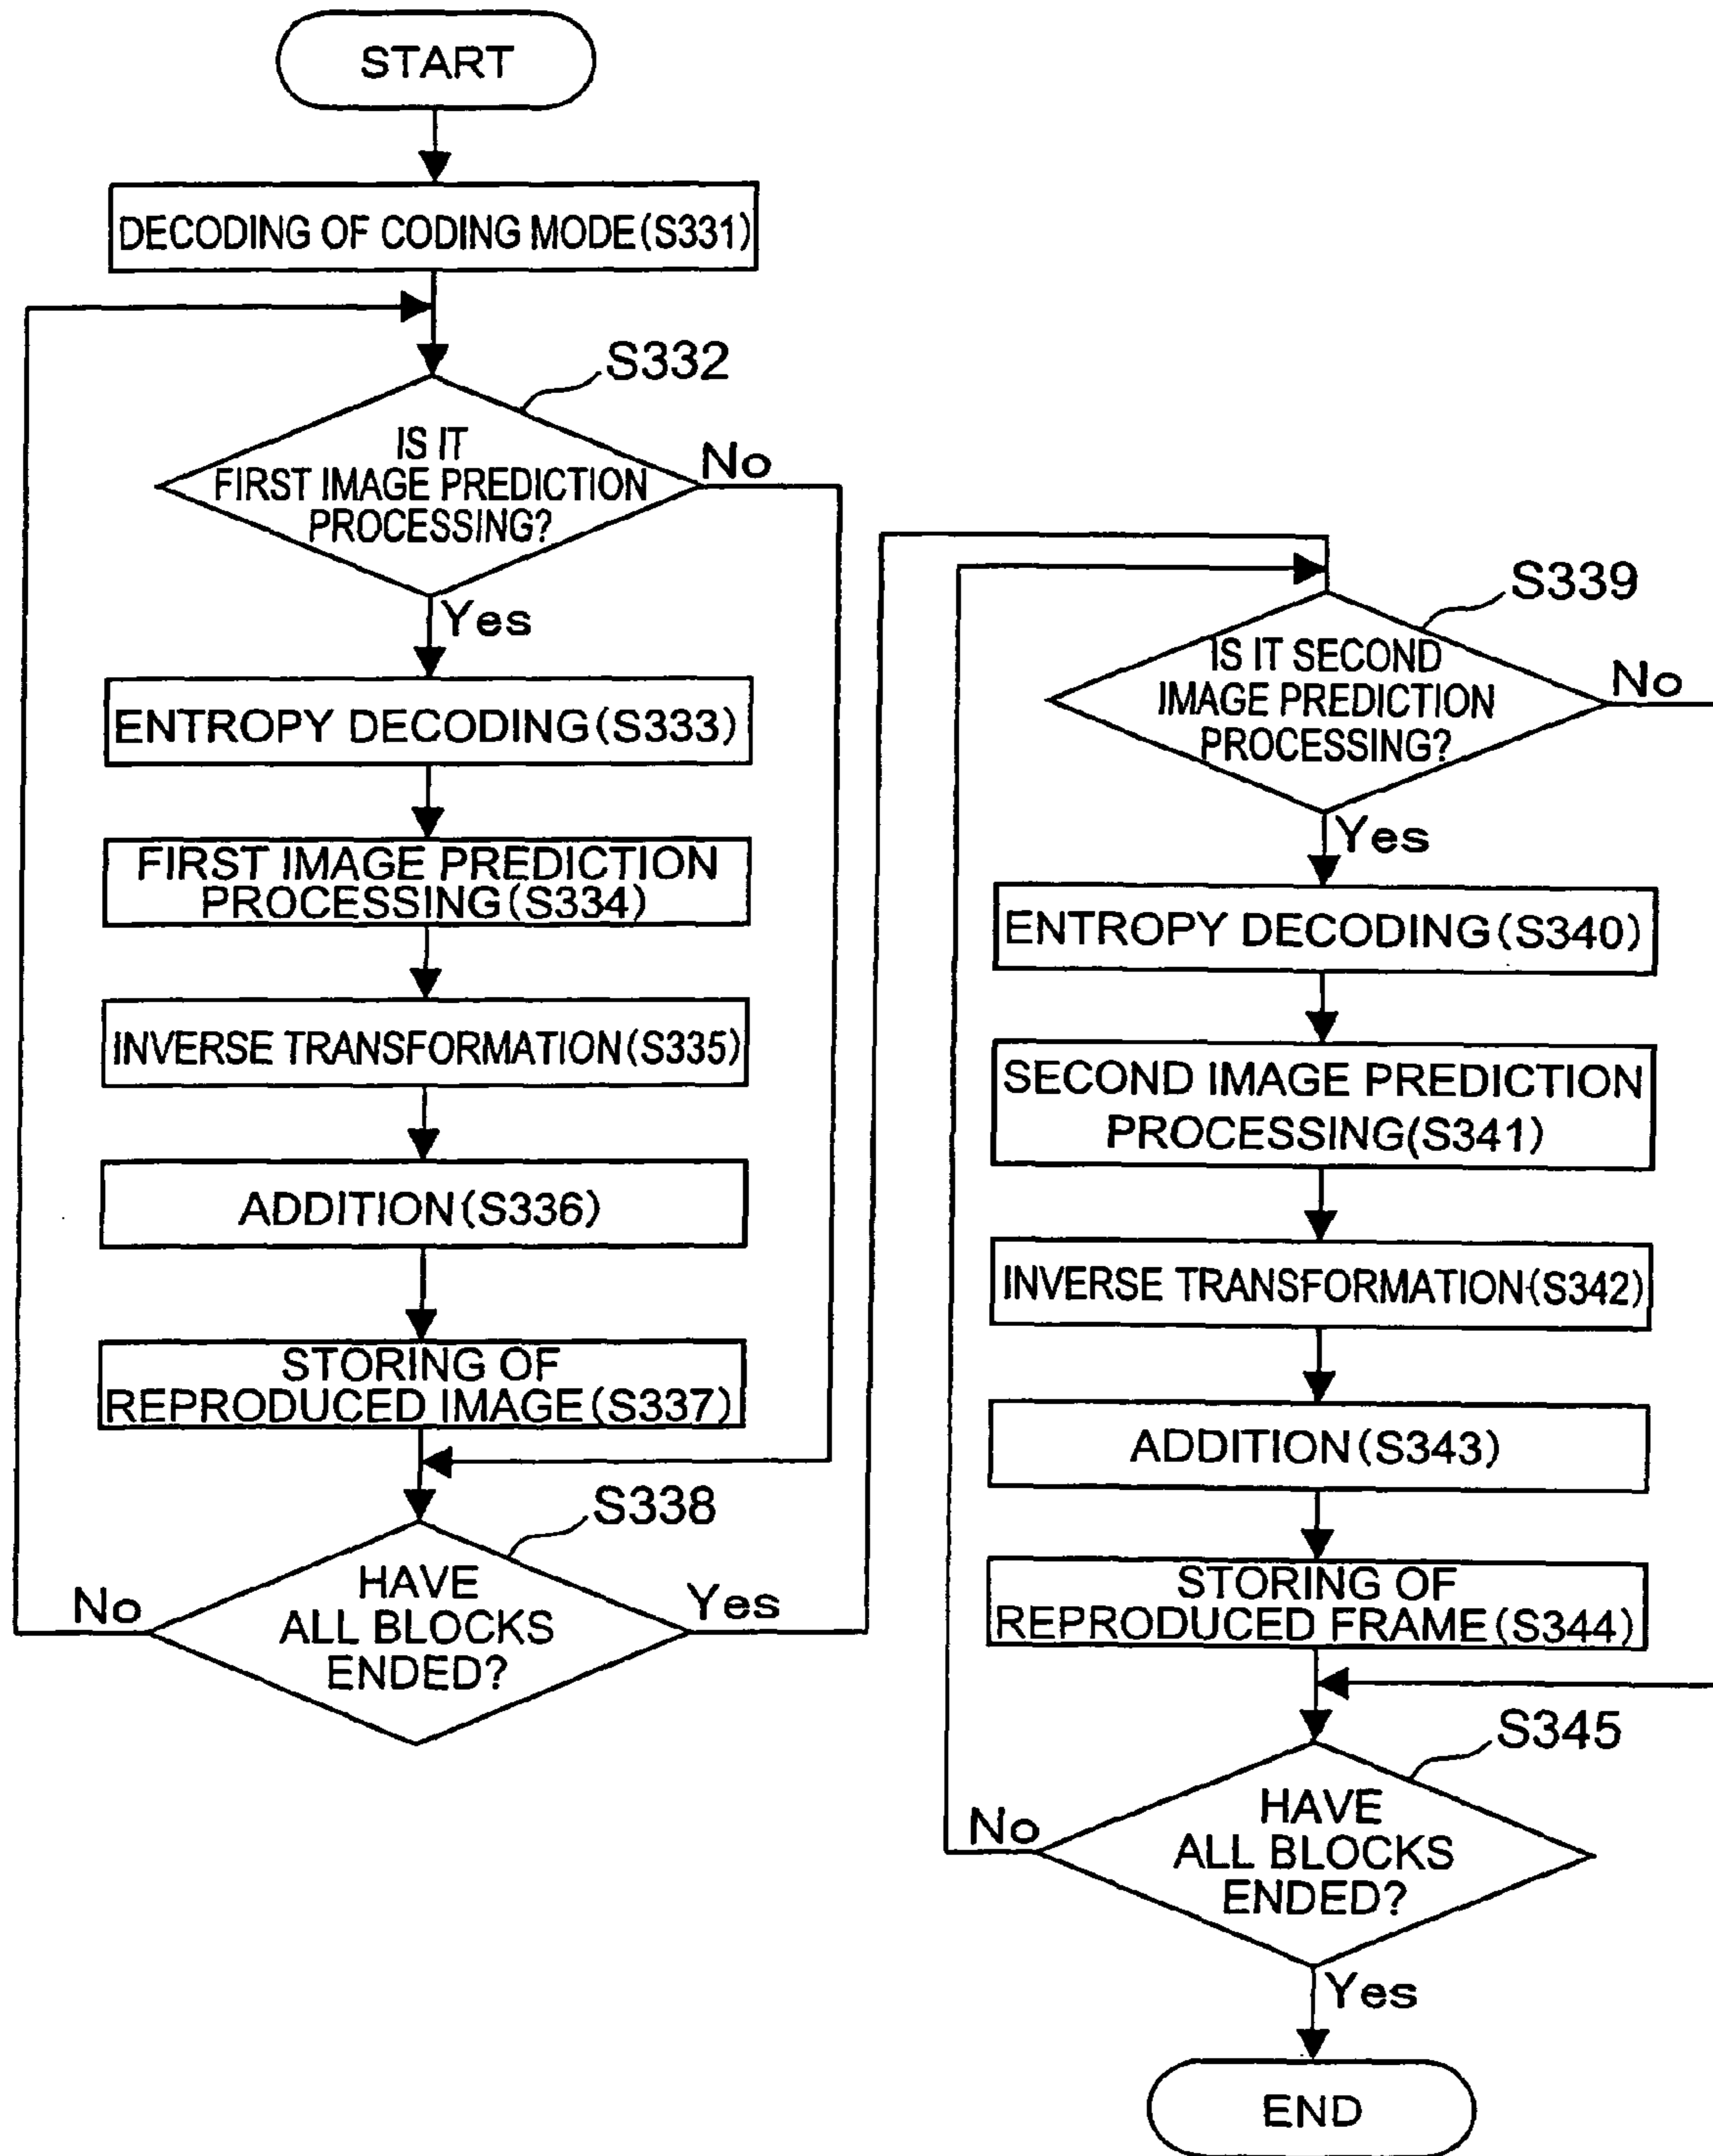 START
DECODING OF CODING MODE(S331)
S332
IS IT
FIRST IMAGE PREDICTION
PROCESSING?
No
Yes
ENTROPY DECODING(S333)
FIRST IMAGE PREDICTION
PROCESSING(S334)
INVERSE TRANSFORMATION(S335)
ADDITION(S336)
STORING OF
REPRODUCED IMAGE(S337)
S338
HAVE
ALL BLOCKS
ENDED?
No
Yes
S339
IS IT SECOND
IMAGE PREDICTION
PROCESSING?
No
Yes
ENTROPY DECODING(S340)
SECOND IMAGE PREDICTION
PROCESSING(S341)
INVERSE TRANSFORMATION(S342)
ADDITION(S343)
STORING OF
REPRODUCED FRAME(S344)
S345
HAVE
ALL BLOCKS
ENDED?
No
Yes
END